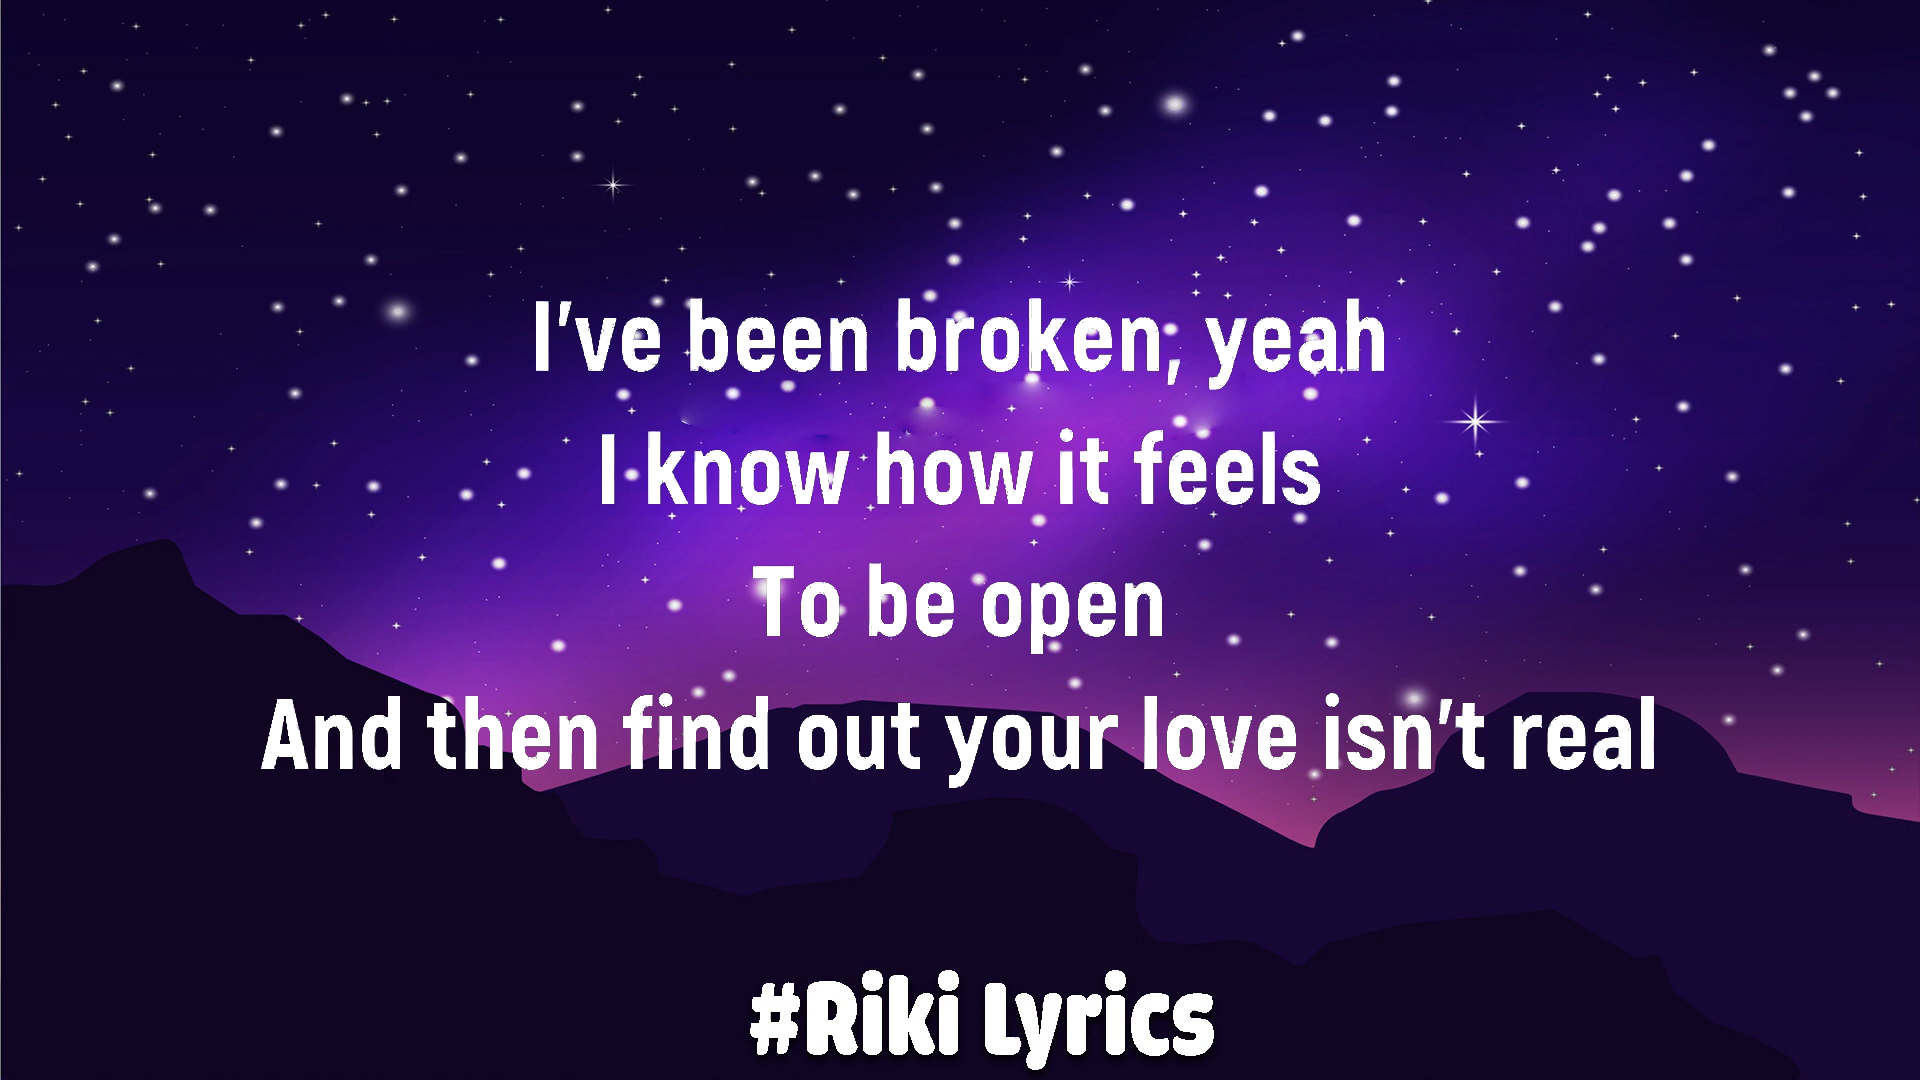 I've been broken, yeah
I know how it feels
To be open
And then find out your love isn't real
#Riki Lyrics